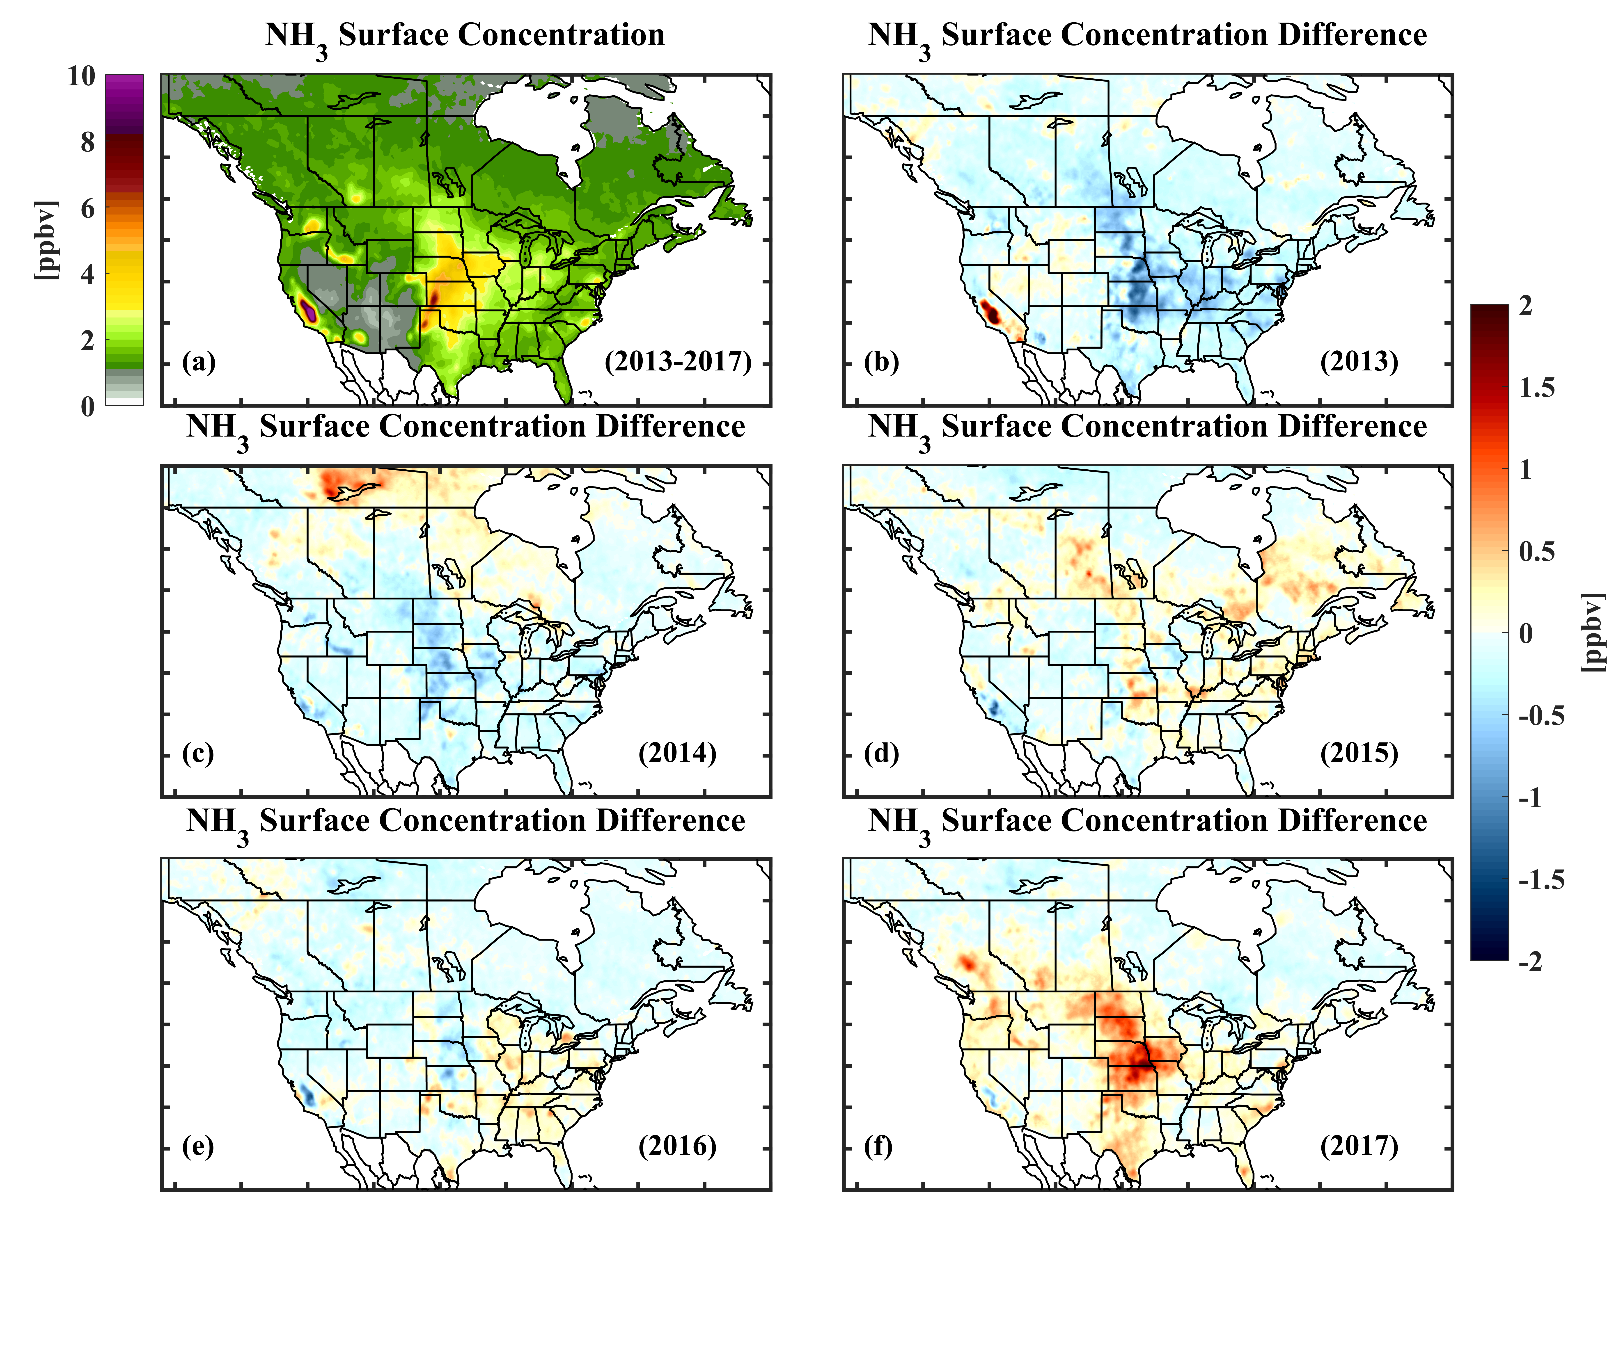 NH3 Surface Concentration
NH3 Surface Concentration Difference
10
8
6
4
2
0
[ppbv]
(a)
(2013-2017)
(b)
(2013)
NH3 Surface Concentration Difference
NH3 Surface Concentration Difference
(c)
(2014)
(d)
(2015)
2
1.5
1
0.5
0
-0.5
-1
-1.5
-2
[ppbv]
NH3 Surface Concentration Difference
NH3 Surface Concentration Difference
(e)
(2016)
(f)
(2017)